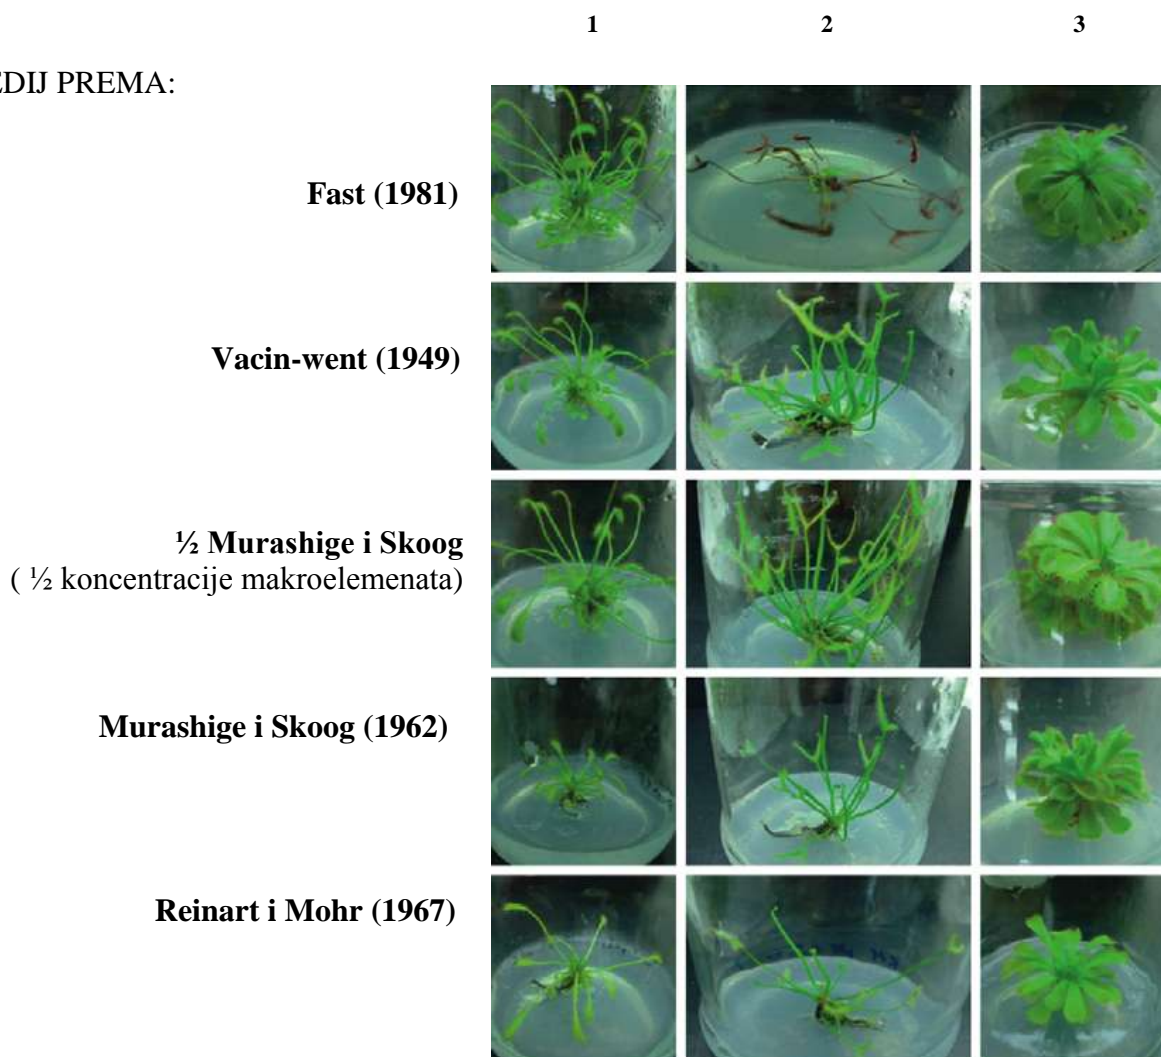 1 2 3
EDIJ PREMA:
Fast (1981)
Vacin-went (1949)
½ Murashige i Skoog
( ½ koncentracije makroelemenata)
Murashige i Skoog (1962)
Reinart i Mohr (1967)